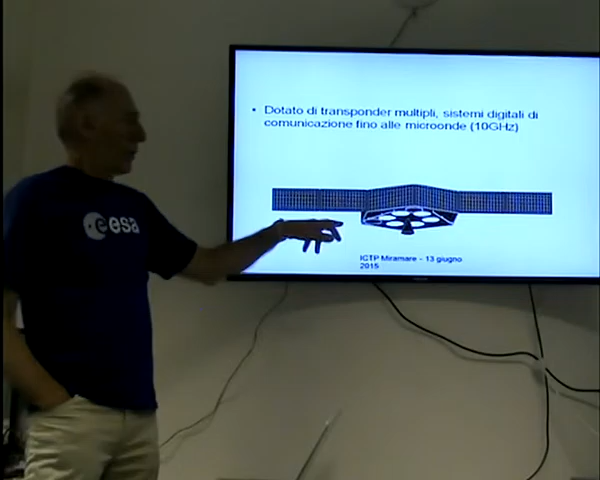 • Dotato di transponder multipli, sistemi digitali di
comunicazione fino alle microonde (10GHz)
esa
ICTP Miramare - 13 giugno
2015